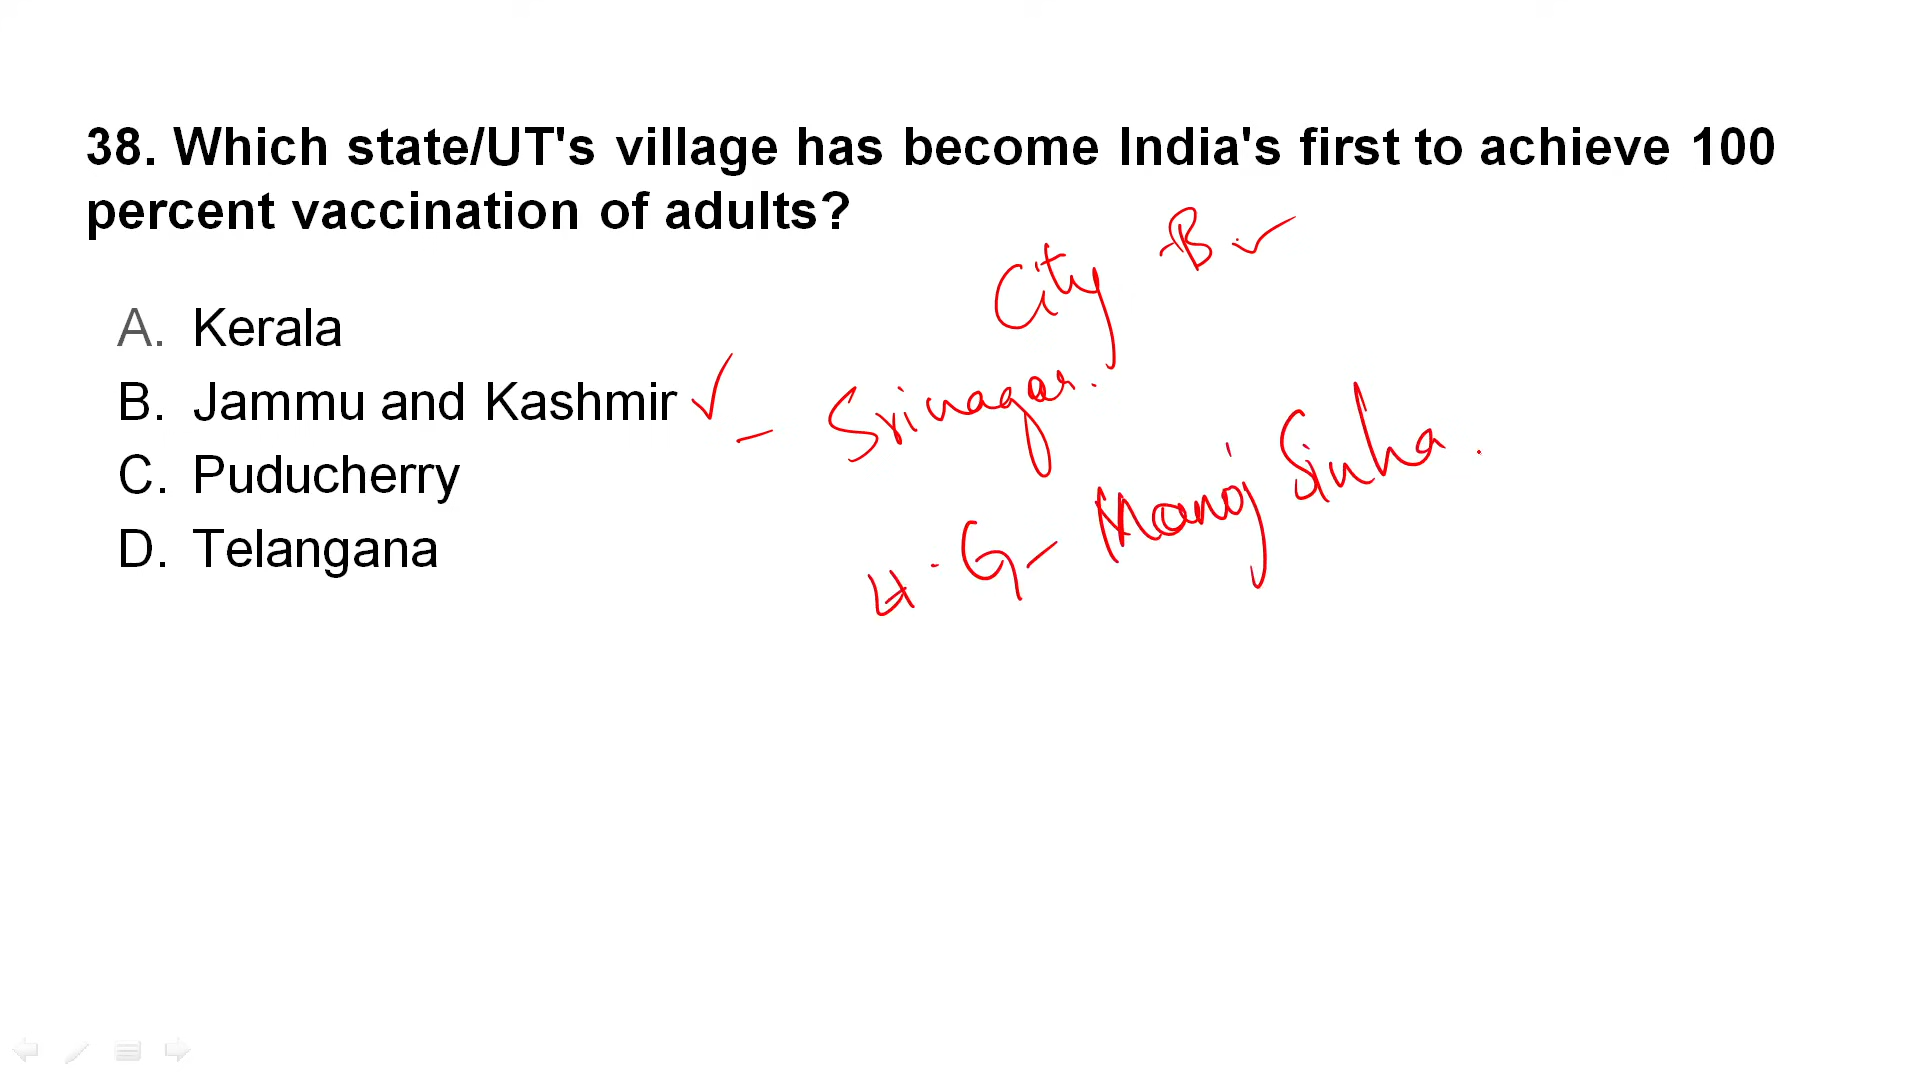 38. Which state/UT's village has become India's first to achieve 100
percent vaccination of adults?
City - B
A. Kerala
B. Jammu and Kashmir - Srinagar.
C. Puducherry
D. Telangana
L.G - Manoj Sinha.